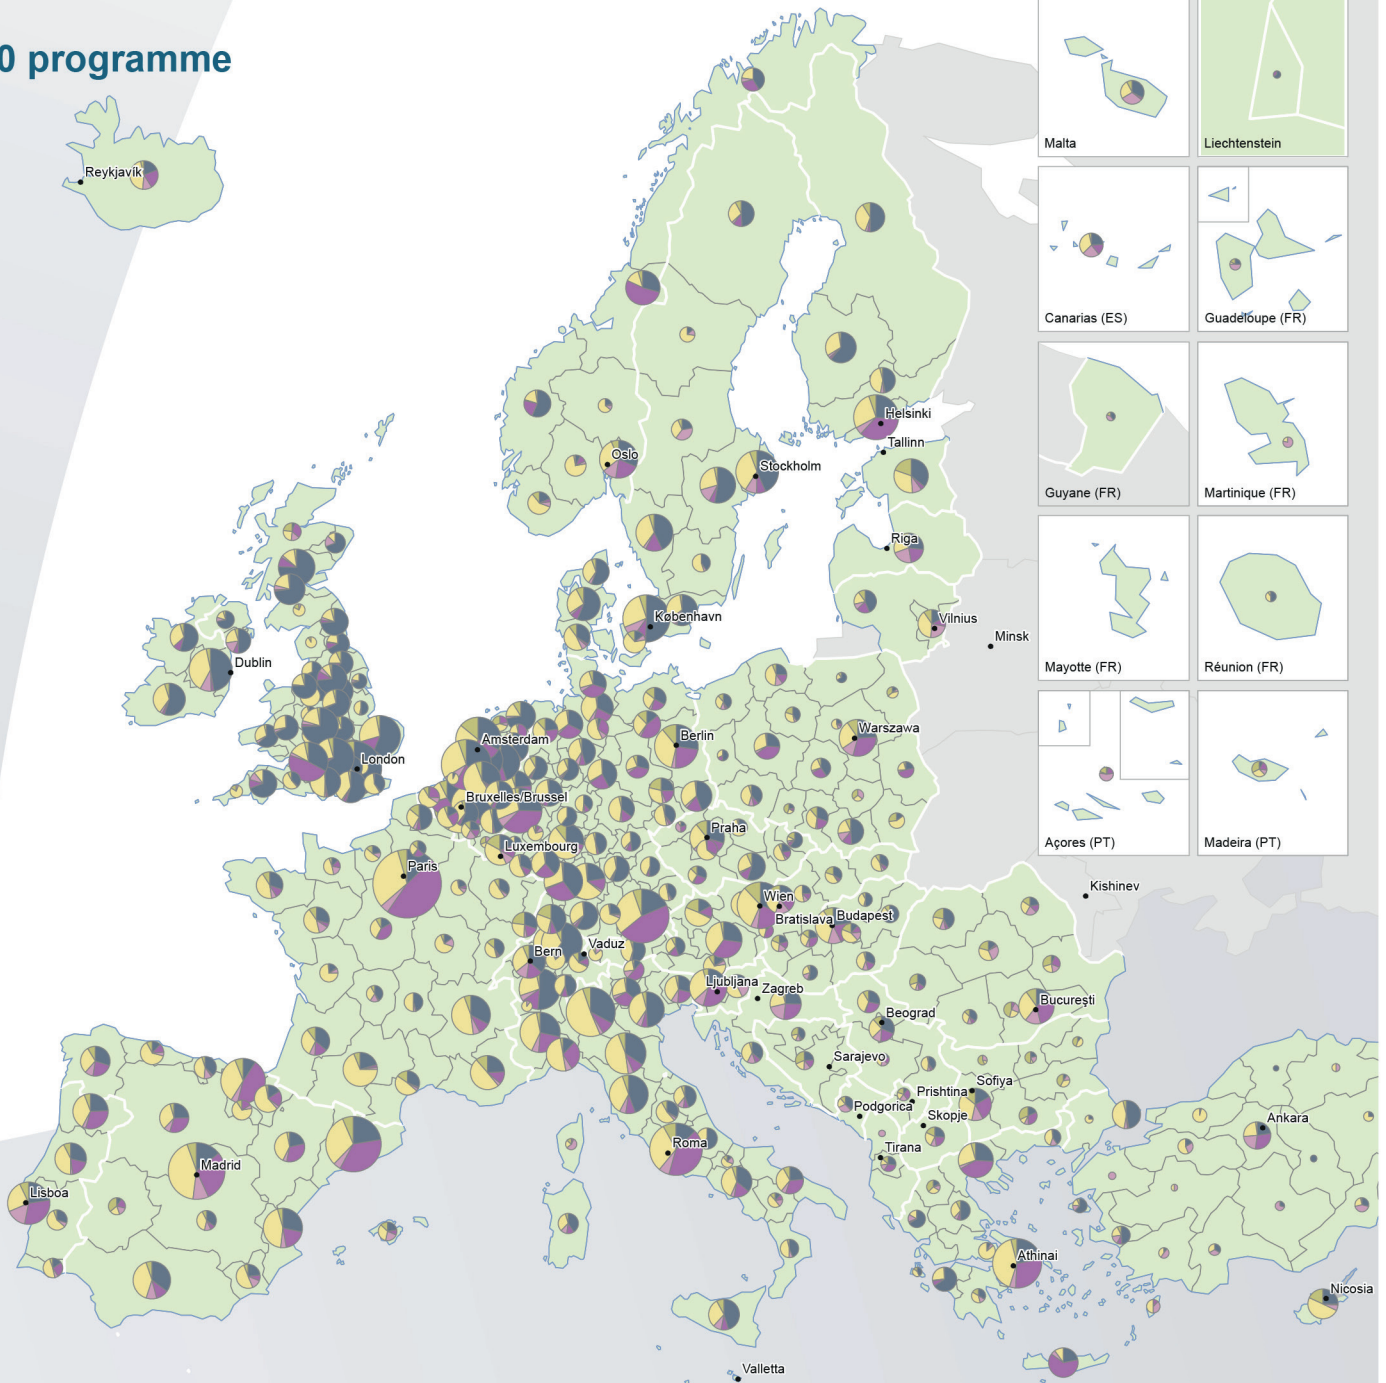 0 programme
Reykjavík
Malta
Liechtenstein
Canarias (ES)
Guadeloupe (FR)
Guyane (FR)
Martinique (FR)
Mayotte (FR)
Réunion (FR)
Açores (PT)
Madeira (PT)
Helsinki
Tallinn
Oslo
Stockholm
Riga
København
Vilnius
Minsk
Dublin
Amsterdam
Berlin
Warszawa
London
Bruxelles/Brussel
Praha
Luxembourg
Paris
Kishinev
Wien
Bratislava
Budapest
Bern
Vaduz
Ljubljana
Zagreb
Bucureşti
Beograd
Sarajevo
Prishtina
Sofiya
Podgorica
Skopje
Ankara
Roma
Tirana
Madrid
Lisboa
Athinai
Nicosia
Valletta